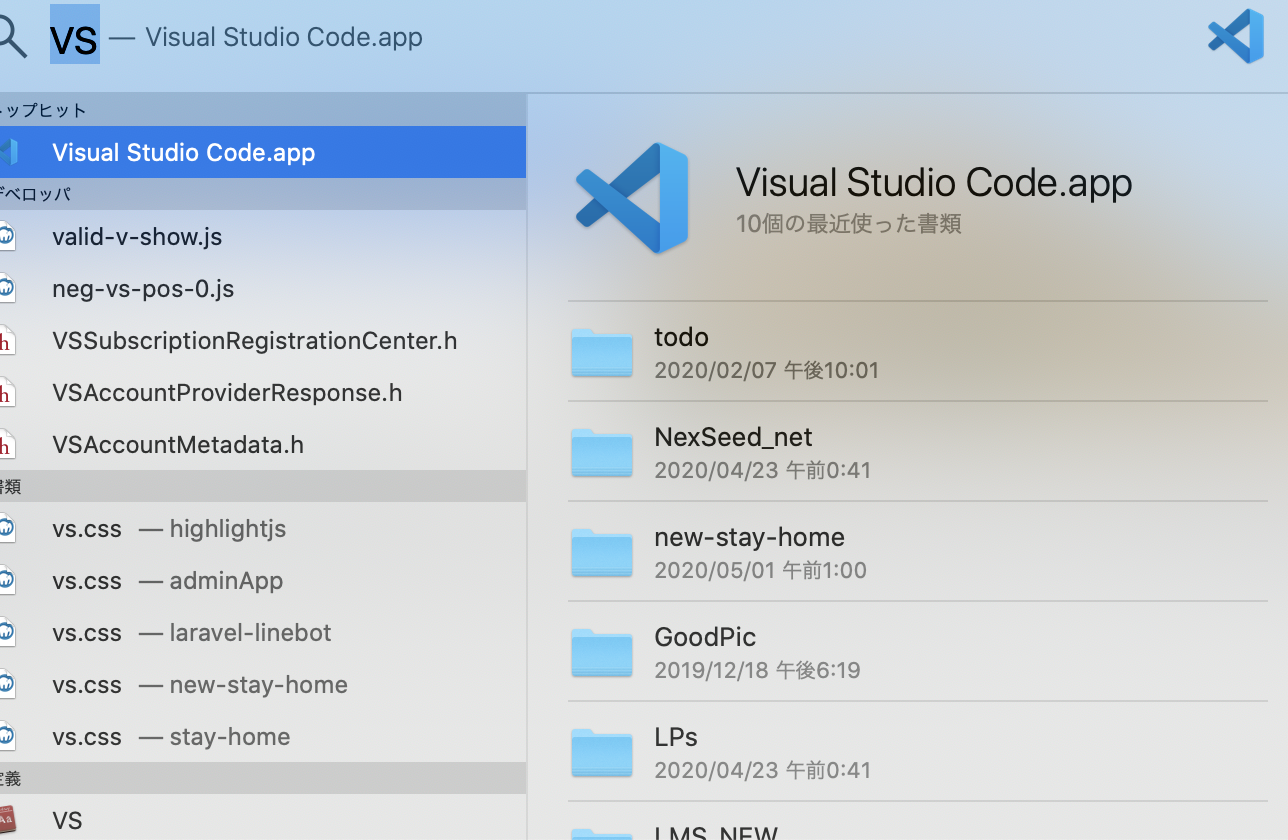 VS — Visual Studio Code.app
トップヒット
Visual Studio Code.app
デベロッパ
valid-v-show.js
neg-vs-pos-0.js
VSSubscriptionRegistrationCenter.h
VSAccountProviderResponse.h
VSAccountMetadata.h
書類
vs.css — highlightjs
vs.css — adminApp
vs.css — laravel-linebot
vs.css — new-stay-home
vs.css — stay-home
定義
VS
Visual Studio Code.app
10個の最近使った書類
todo
2020/02/07 午後10:01
NexSeed_net
2020/04/23 午前0:41
new-stay-home
2020/05/01 午前1:00
GoodPic
2019/12/18 午後6:19
LPs
2020/04/23 午前0:41
LMS_NEW